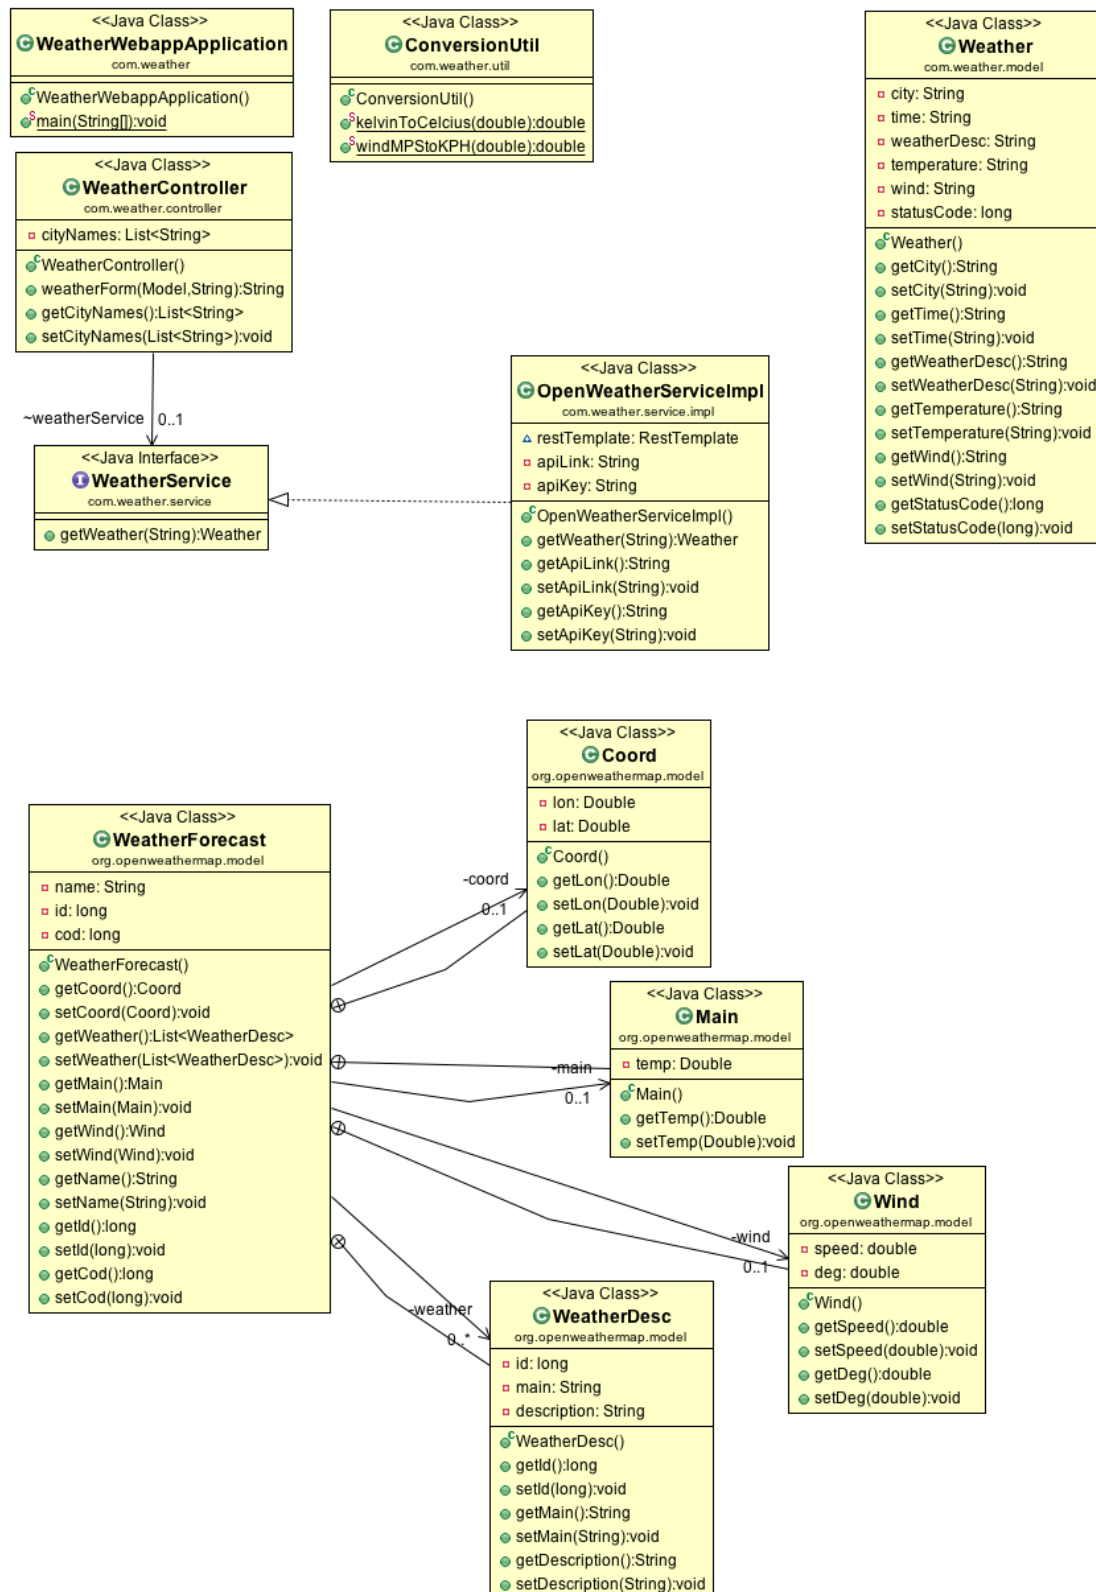 <<Java Class>>
WeatherWebappApplication
com.weather
WeatherWebappApplication()
main(String[]):void
<<Java Class>>
ConversionUtil
com.weather.util
ConversionUtil()
kelvinToCelcius(double):double
windMPStoKPH(double):double
<<Java Class>>
Weather
com.weather.model
city: String
time: String
weatherDesc: String
temperature: String
wind: String
statusCode: long
Weather()
getCity():String
setCity(String):void
getTime():String
setTime(String):void
getWeatherDesc():String
setWeatherDesc(String):void
getTemperature():String
setTemperature(String):void
getWind():String
setWind(String):void
getStatusCode():long
setStatusCode(long):void
<<Java Class>>
WeatherController
com.weather.controller
cityNames: List<String>
WeatherController()
weatherForm(Model,String):String
getCityNames():List<String>
setCityNames(List<String>):void
~weatherService 0..1
<<Java Interface>>
WeatherService
com.weather.service
getWeather(String):Weather
<<Java Class>>
OpenWeatherServiceImpl
com.weather.service.impl
restTemplate: RestTemplate
apiLink: String
apiKey: String
OpenWeatherServiceImpl()
getWeather(String):Weather
getApiLink():String
setApiLink(String):void
getApiKey():String
setApiKey(String):void
<<Java Class>>
WeatherForecast
org.openweathermap.model
name: String
id: long
cod: long
WeatherForecast()
getCoord():Coord
setCoord(Coord):void
getWeather():List<WeatherDesc>
setWeather(List<WeatherDesc>):void
getMain():Main
setMain(Main):void
getWind():Wind
setWind(Wind):void
getName():String
setName(String):void
getId():long
setId(long):void
getCod():long
setCod(long):void
-coord
0..1
<<Java Class>>
Coord
org.openweathermap.model
lon: Double
lat: Double
Coord()
getLon():Double
setLon(Double):void
getLat():Double
setLat(Double):void
-main
0..1
<<Java Class>>
Main
org.openweathermap.model
temp: Double
Main()
getTemp():Double
setTemp(Double):void
-wind
0..1
<<Java Class>>
Wind
org.openweathermap.model
speed: double
deg: double
Wind()
getSpeed():double
setSpeed(double):void
getDeg():double
setDeg(double):void
-weather
0..*
<<Java Class>>
WeatherDesc
org.openweathermap.model
id: long
main: String
description: String
WeatherDesc()
getId():long
setId(long):void
getMain():String
setMain(String):void
getDescription():String
setDescription(String):void